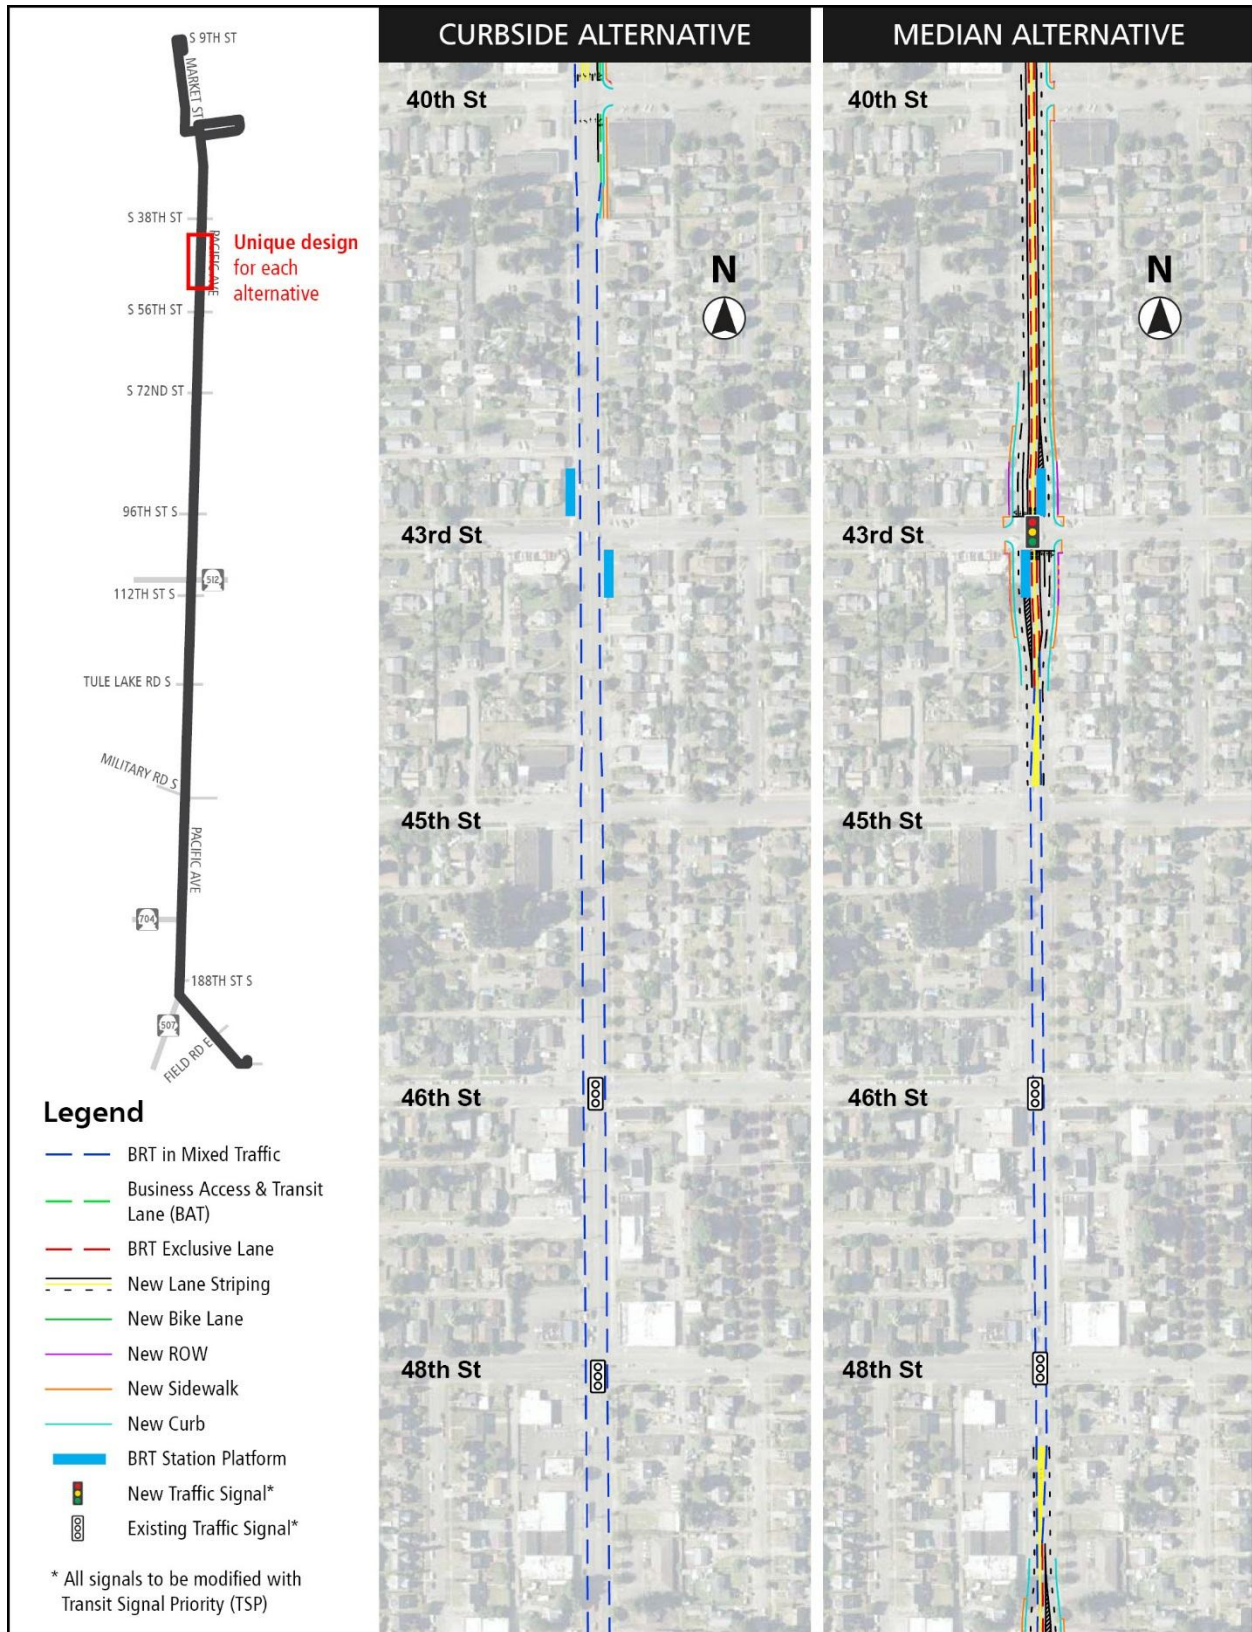 S 9TH ST
MARKET ST
S 38TH ST
PACIFIC AVE
Unique design
for each
alternative
S 56TH ST
S 72ND ST
96TH ST S
512
112TH ST S
TULE LAKE RD S
MILITARY RD S
PACIFIC AVE
704
188TH ST S
507
FIELD RD E
Legend
BRT in Mixed Traffic
Business Access & Transit
Lane (BAT)
BRT Exclusive Lane
New Lane Striping
New Bike Lane
New ROW
New Sidewalk
New Curb
BRT Station Platform
New Traffic Signal*
Existing Traffic Signal*
* All signals to be modified with
Transit Signal Priority (TSP)
CURBSIDE ALTERNATIVE
40th St
N
43rd St
45th St
46th St
48th St
MEDIAN ALTERNATIVE
40th St
N
43rd St
45th St
46th St
48th St